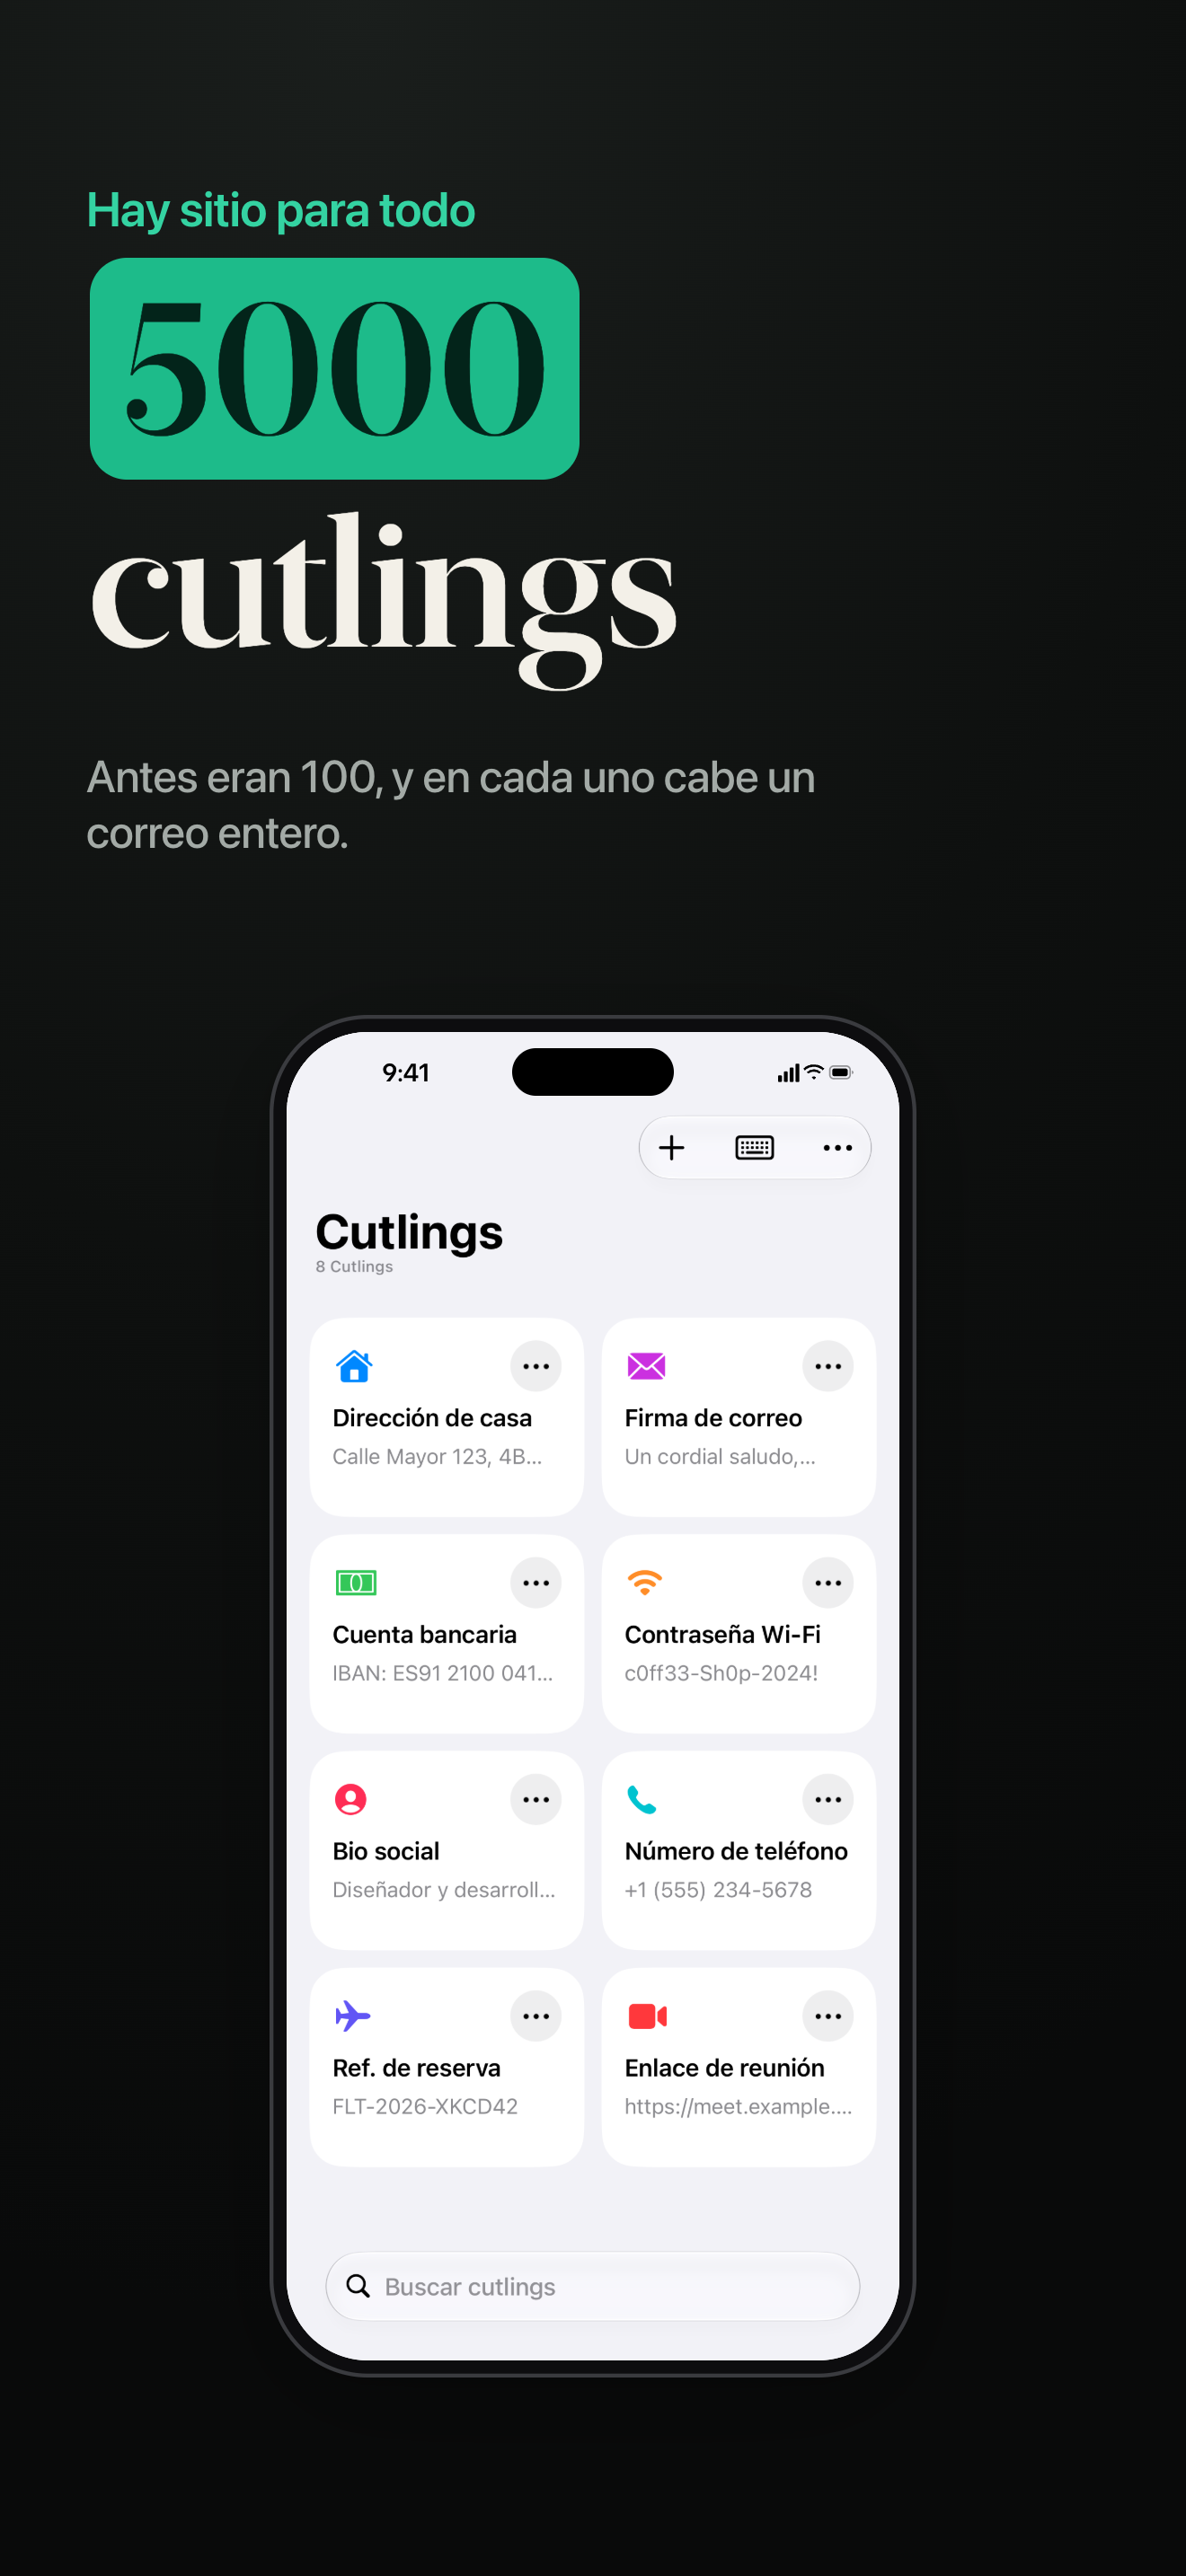 Hay sitio para todo
5000
cutlings
Antes eran 100, y en cada uno cabe un
correo entero.
9:41
Cutlings
8 Cutlings
Dirección de casa
Calle Mayor 123, 4B...
Firma de correo
Un cordial saludo,...
Cuenta bancaria
IBAN: ES91 2100 041...
Contraseña Wi-Fi
c0ff33-Sh0p-2024!
Bio social
Diseñador y desarroll...
Número de teléfono
+1 (555) 234-5678
Ref. de reserva
FLT-2026-XKCD42
Enlace de reunión
https://meet.example....
Buscar cutlings